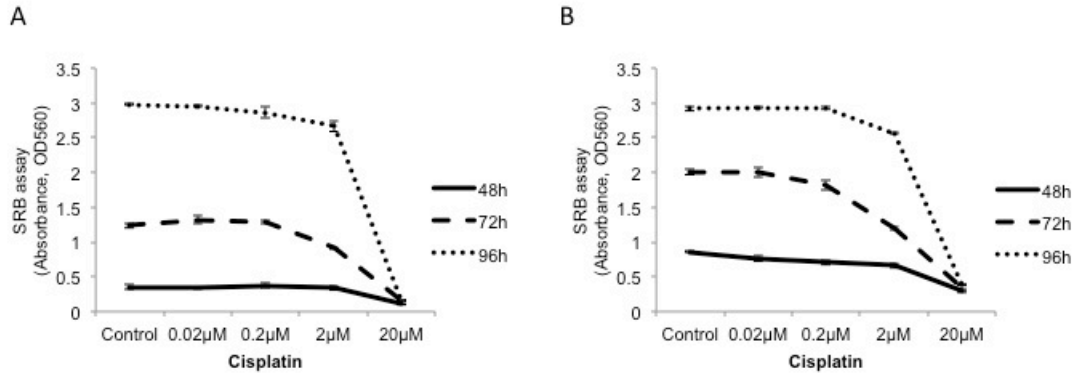 A
SRB assay
(Absorbance, OD560)
3.5
3
2.5
2
1.5
1
0.5
0
Control 0.02µM 0.2µM 2µM 20µM
Cisplatin
48h
72h
96h
B
SRB assay
(Absorbance, OD560)
3.5
3
2.5
2
1.5
1
0.5
0
Control 0.02µM 0.2µM 2µM 20µM
Cisplatin
48h
72h
96h